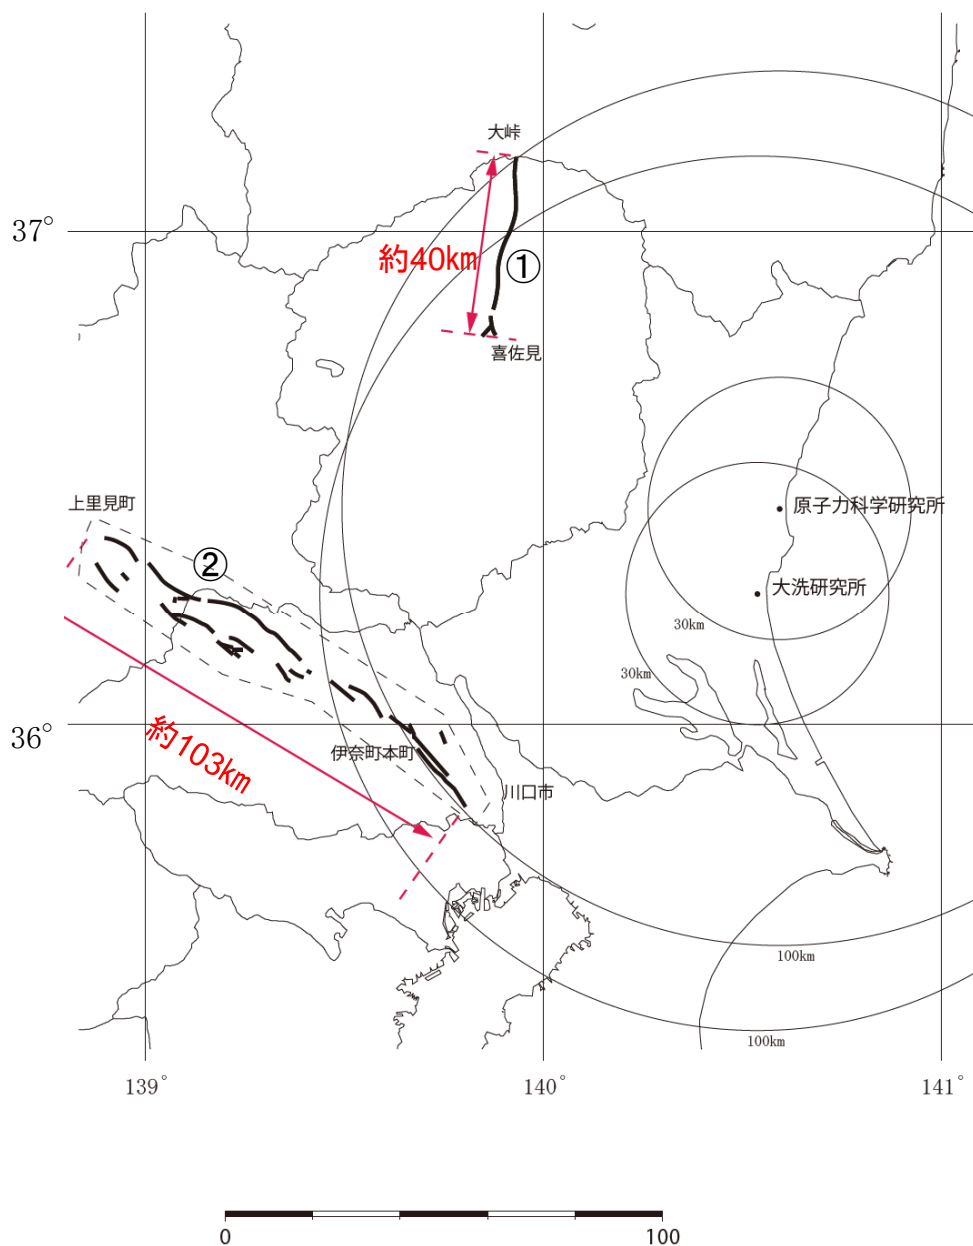 大峠
37°
約40㎞
①
喜佐見
上里見町
②
原子力科学研究所
大洗研究所
30km
30km
36°
約103㎞
伊奈町本町
川口市
100km
100km
139°
140°
141°
0
100